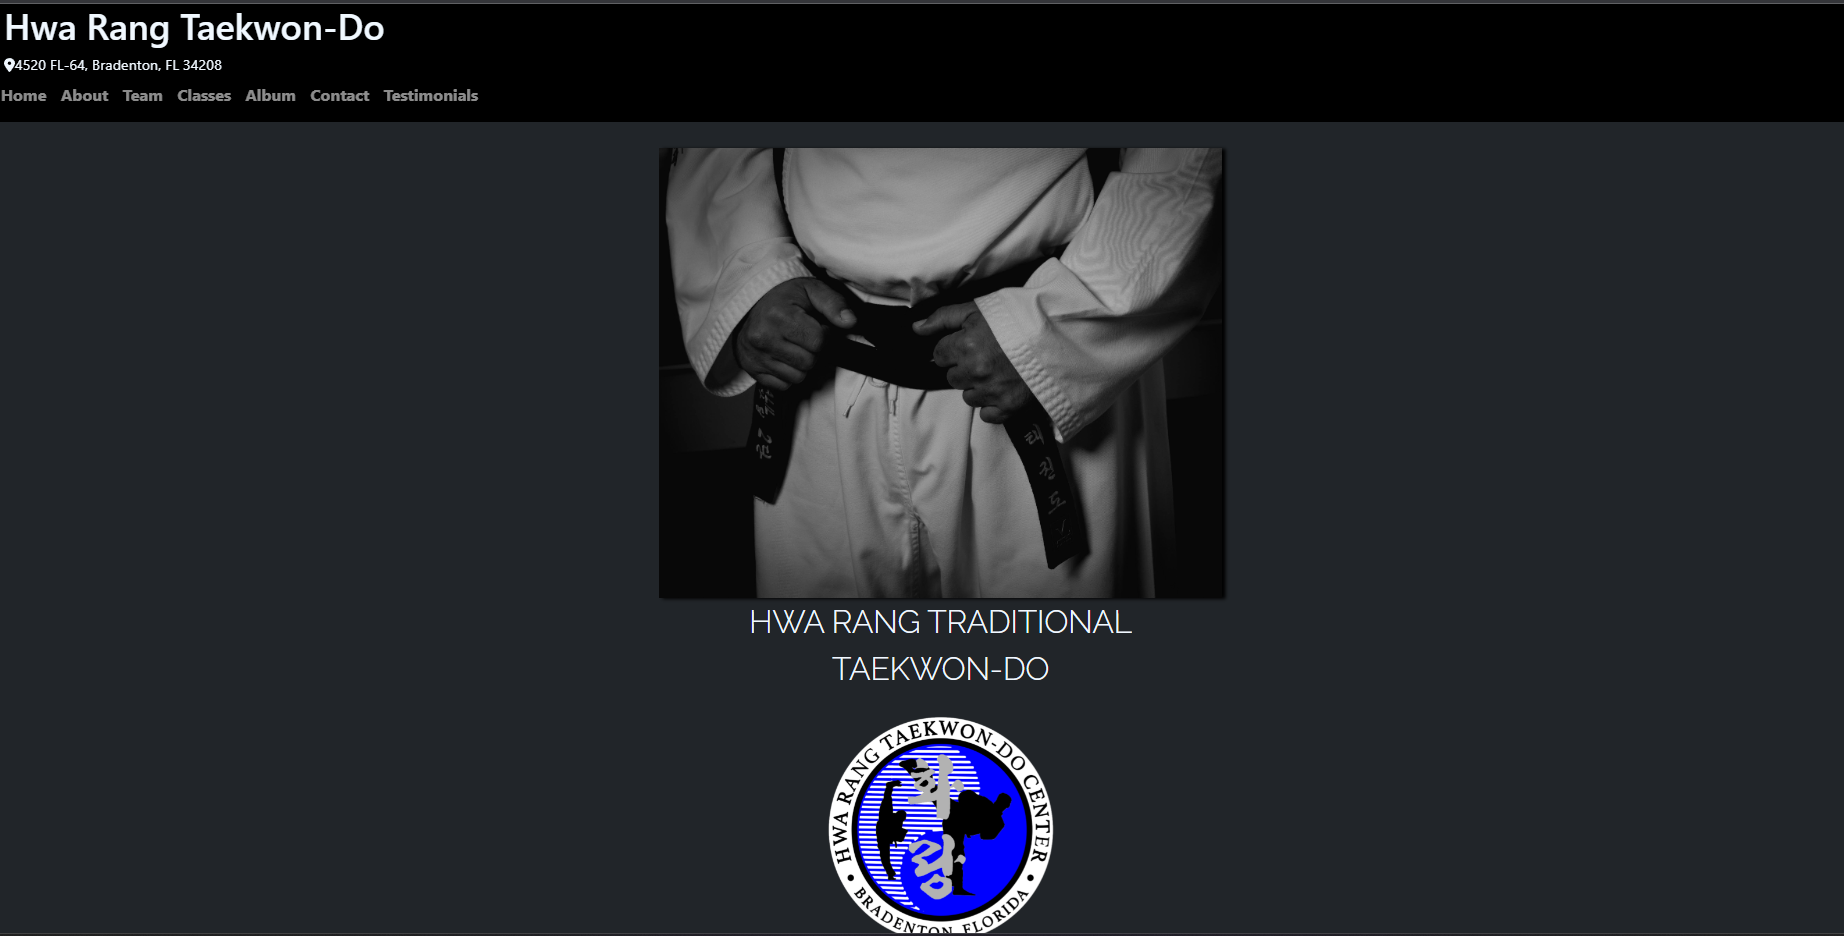 Hwa Rang Taekwon-Do
4520 FL-64, Bradenton, FL 34208
Home About Team Classes Album Contact Testimonials
태권도
HWA RANG TRADITIONAL
TAEKWON-DO
HWA RANG TAEKWON-DO CENTER
화랑
• BRADENTON, FLORIDA •